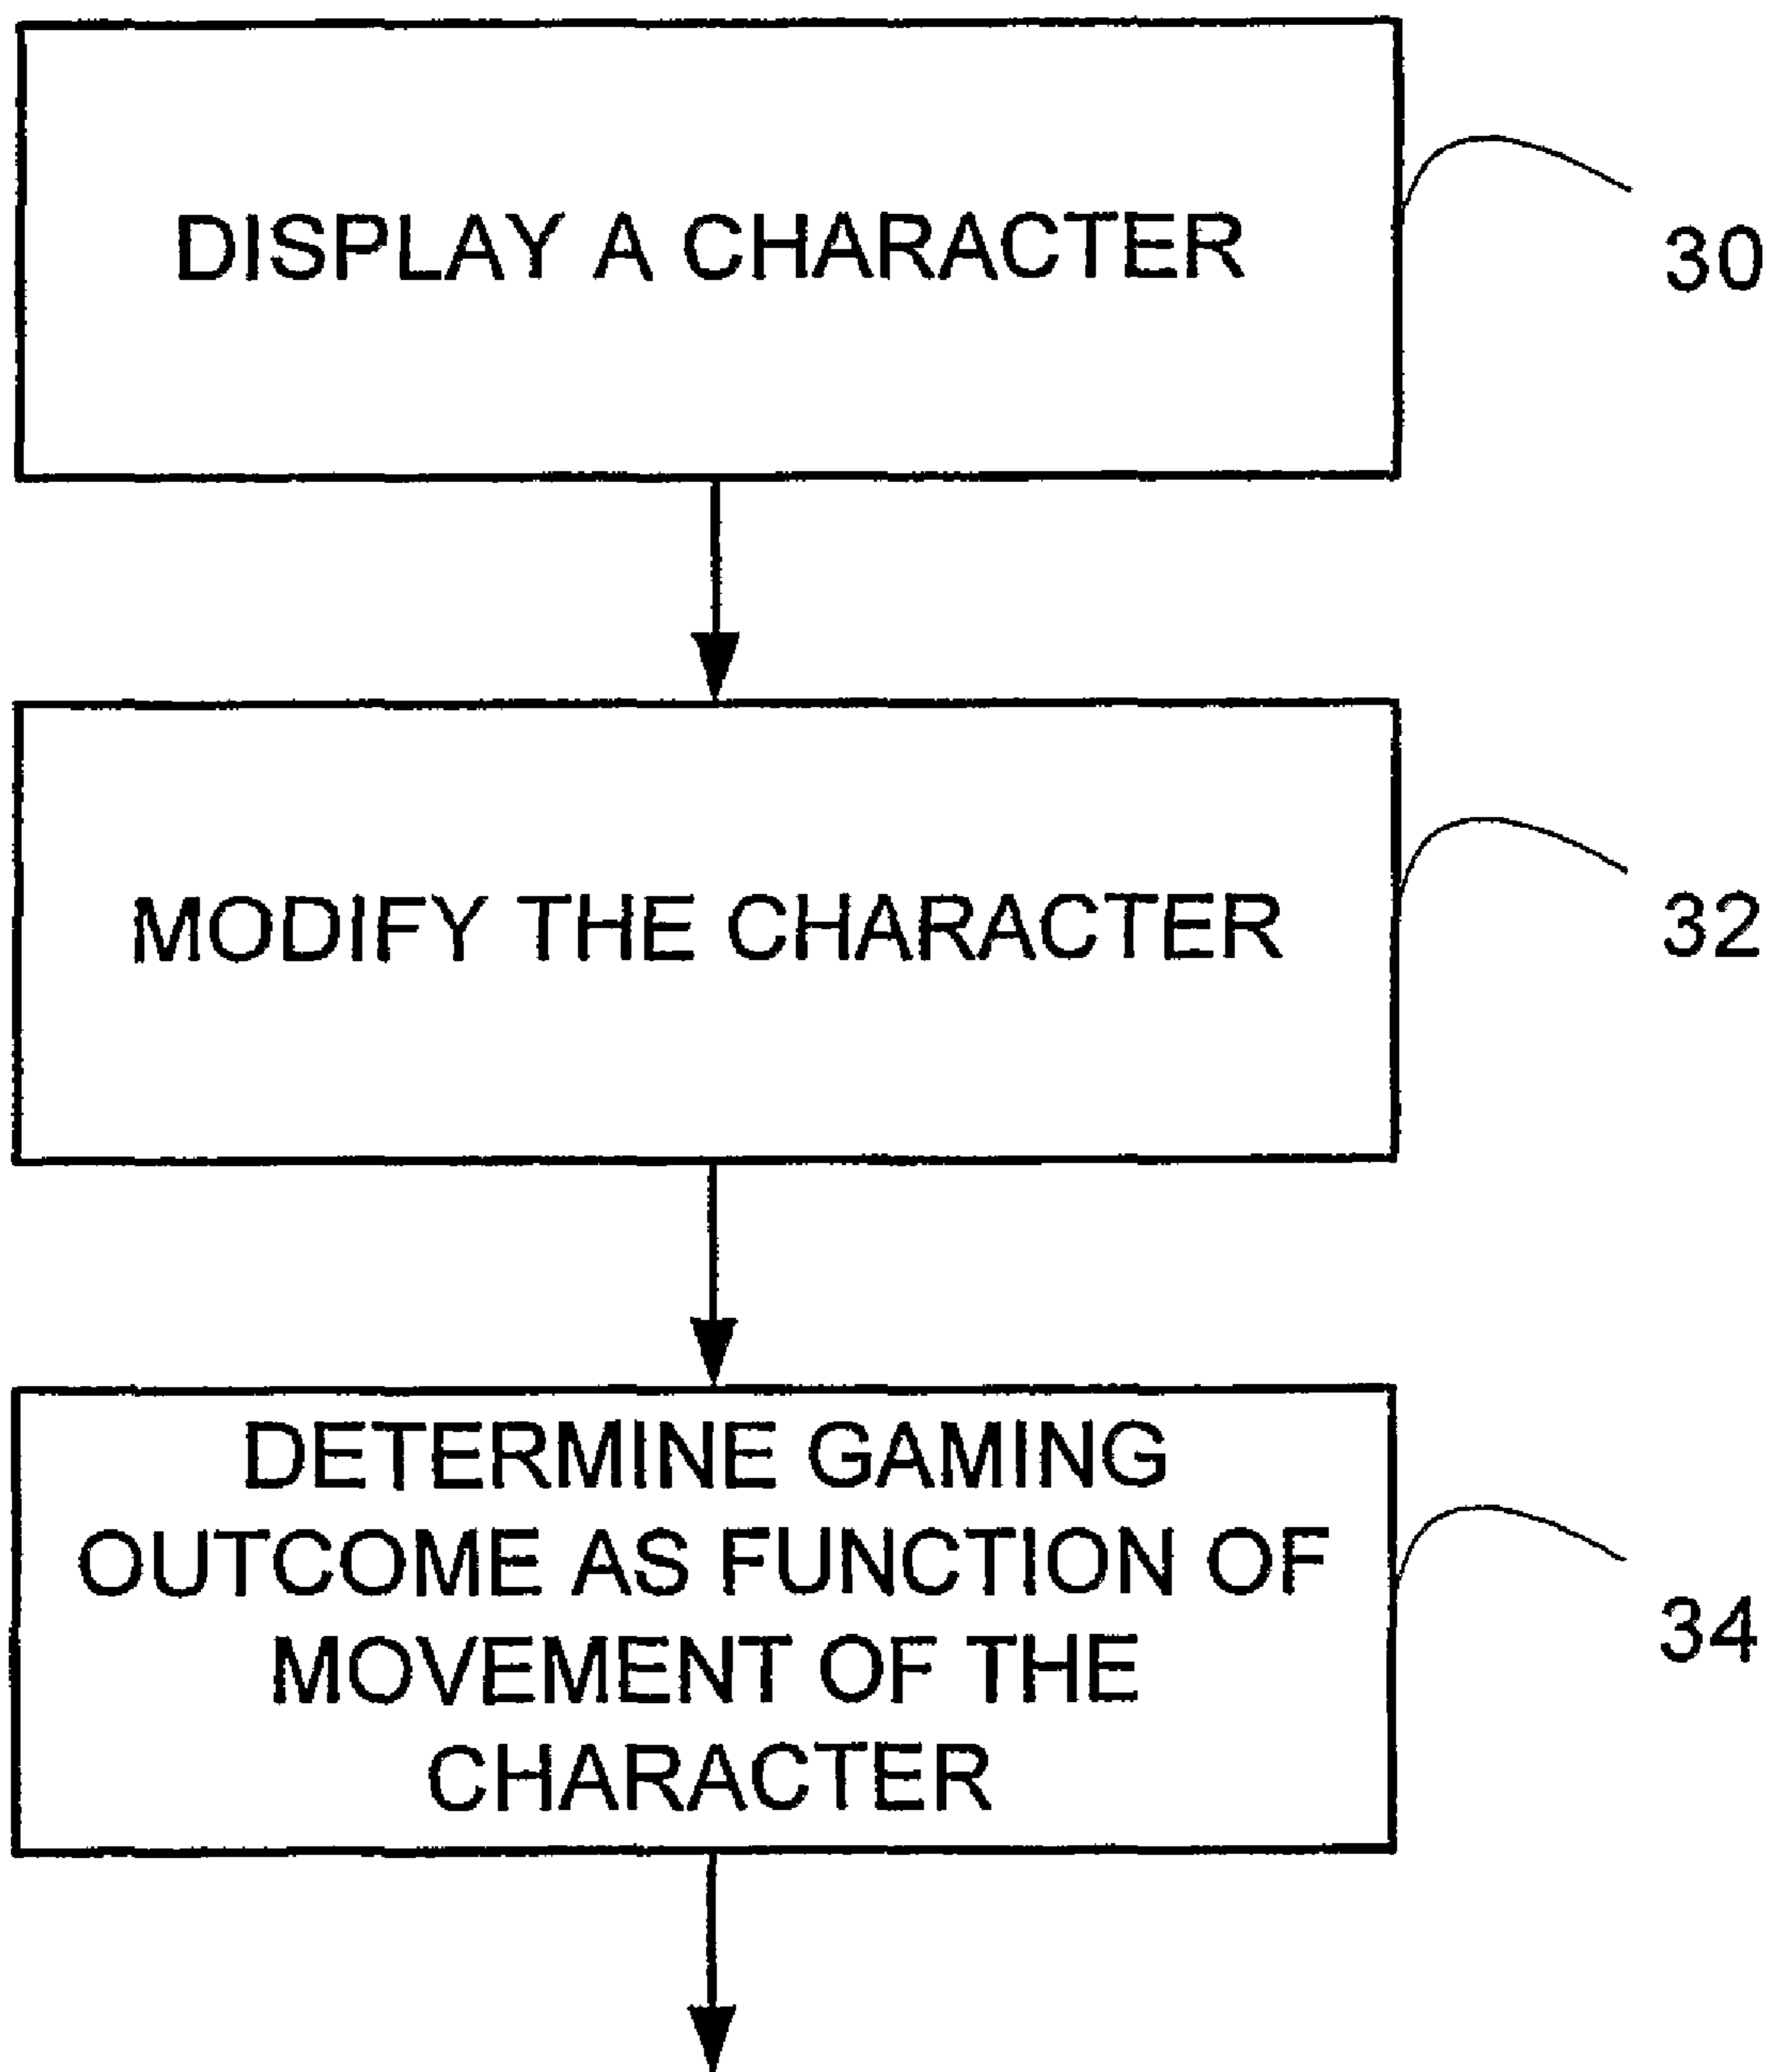 DISPLAY A CHARACTER
30
MODIFY THE CHARACTER
32
DETERMINE GAMING
OUTCOME AS FUNCTION OF
MOVEMENT OF THE
CHARACTER
34